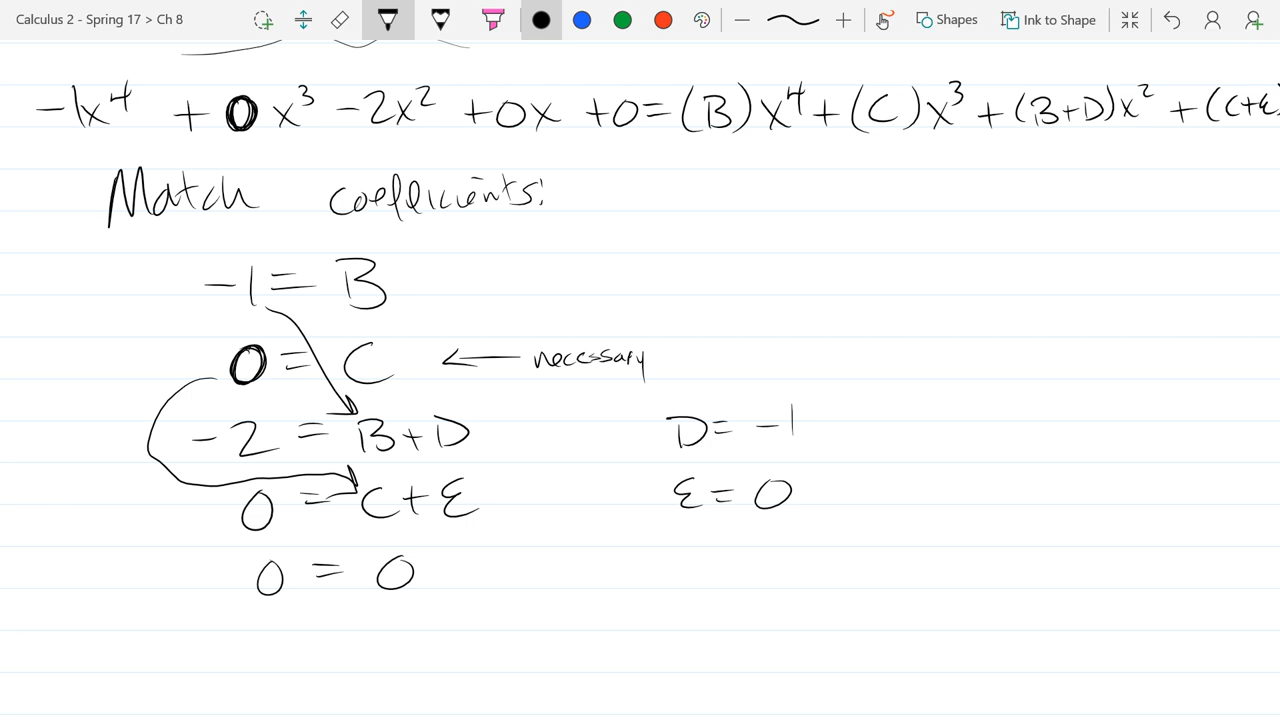 Calculus 2 - Spring 17 > Ch 8 Shapes Ink to Shape
-1x⁴ + 0x³ -2x² +0x +0 = (B)x⁴ + (C)x³ + (B+D)x² + (C+E)
Match coefficients:
-1 = B
0 = C ← necessary
-2 = B+D D = -1
0 = C+E E = 0
0 = 0